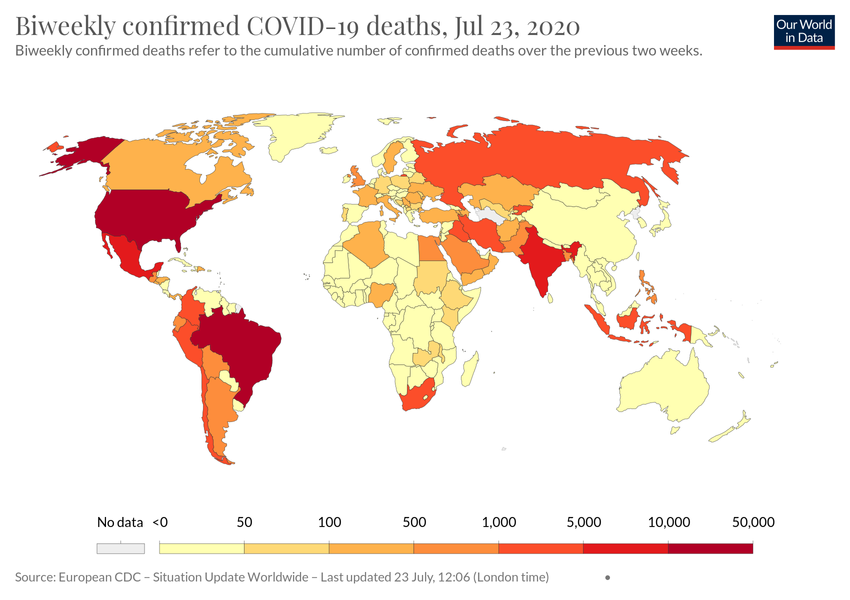 Biweekly confirmed COVID-19 deaths, Jul 23, 2020
Biweekly confirmed deaths refer to the cumulative number of confirmed deaths over the previous two weeks.
Our World
in Data
No data <0 50 100 500 1,000 5,000 10,000 50,000
Source: European CDC – Situation Update Worldwide – Last updated 23 July, 12:06 (London time) •